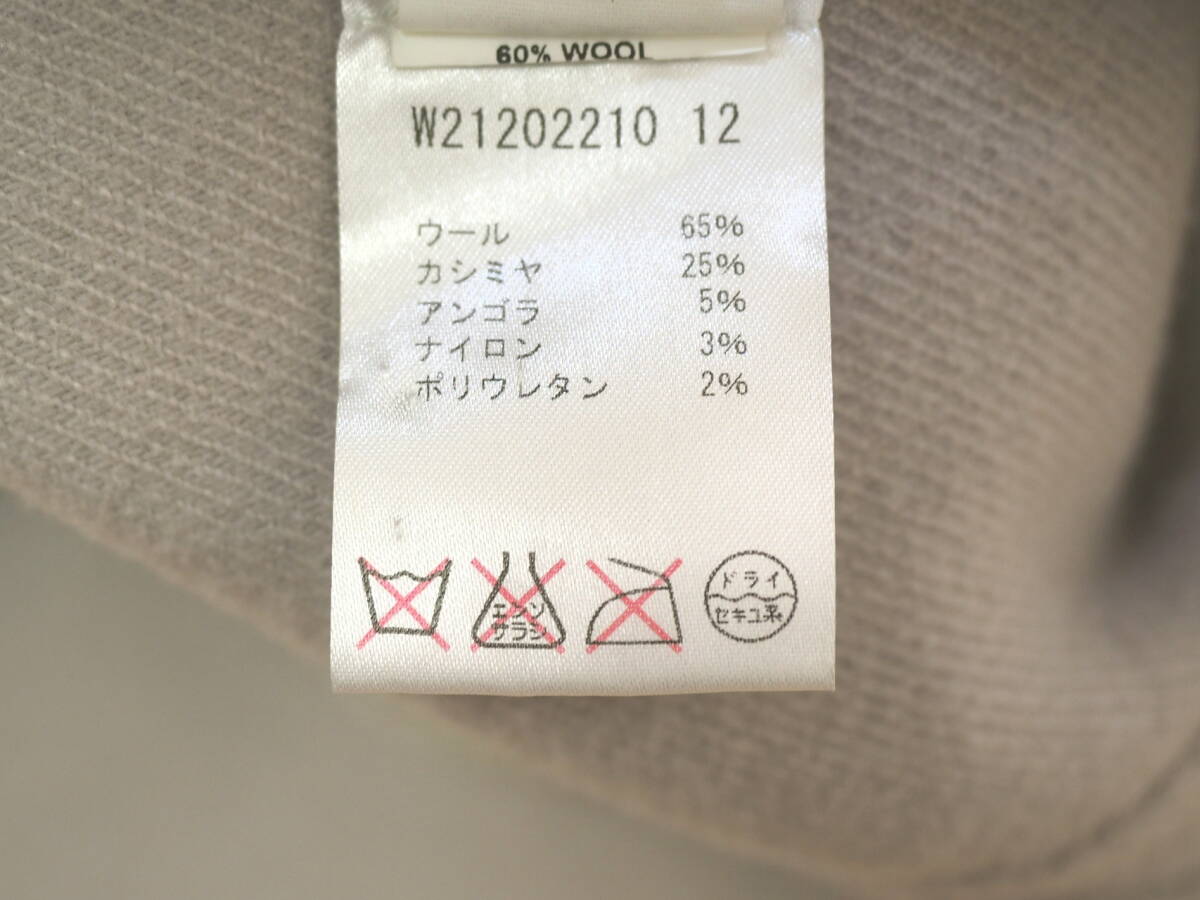 60% WOOL
W21202210 12
ウール 65%
カシミヤ 25%
アンゴラ 5%
ナイロン 3%
ポリウレタン 2%
エンソ
サラシ
ドライ
セキユ系